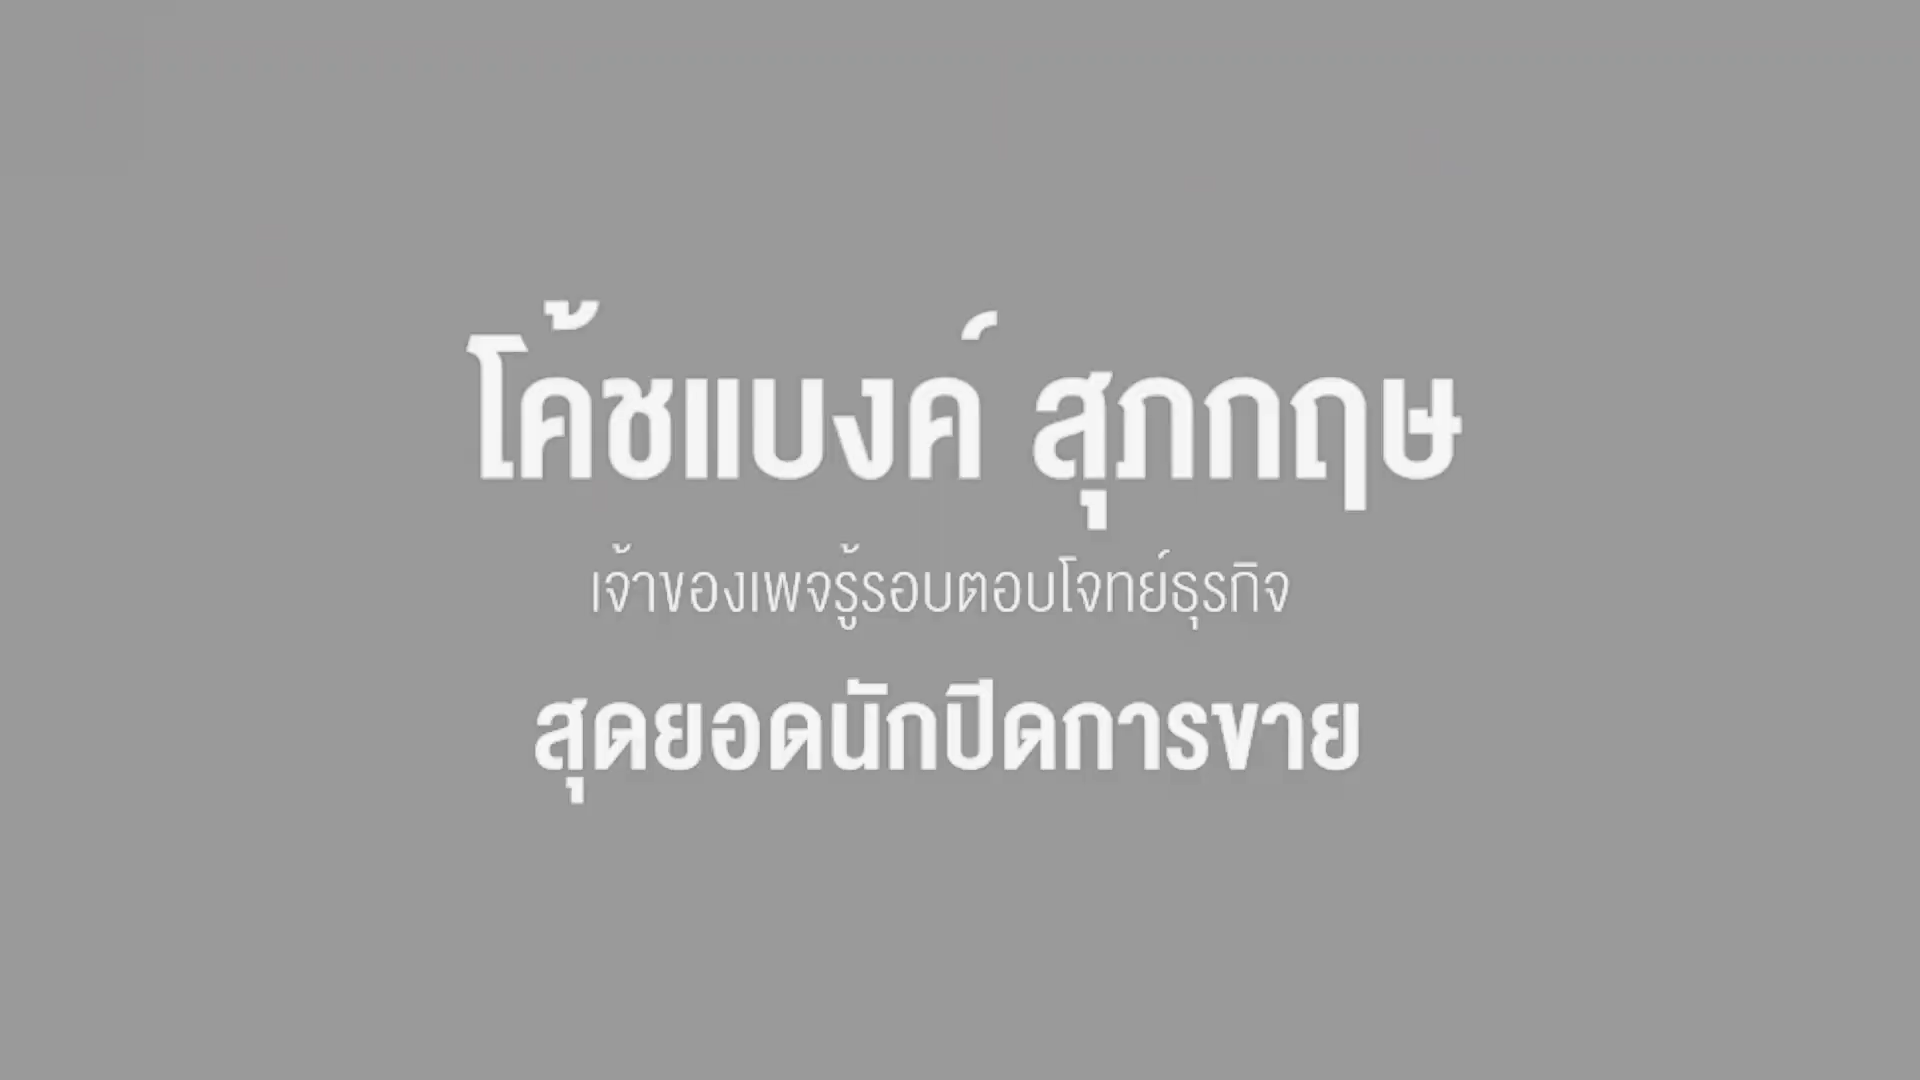 โค้ชแบงค์ สุภกฤษ
เจ้าของเพจรู้รอบตอบโจทย์ธุรกิจ
สุดยอดนักปิดการขาย